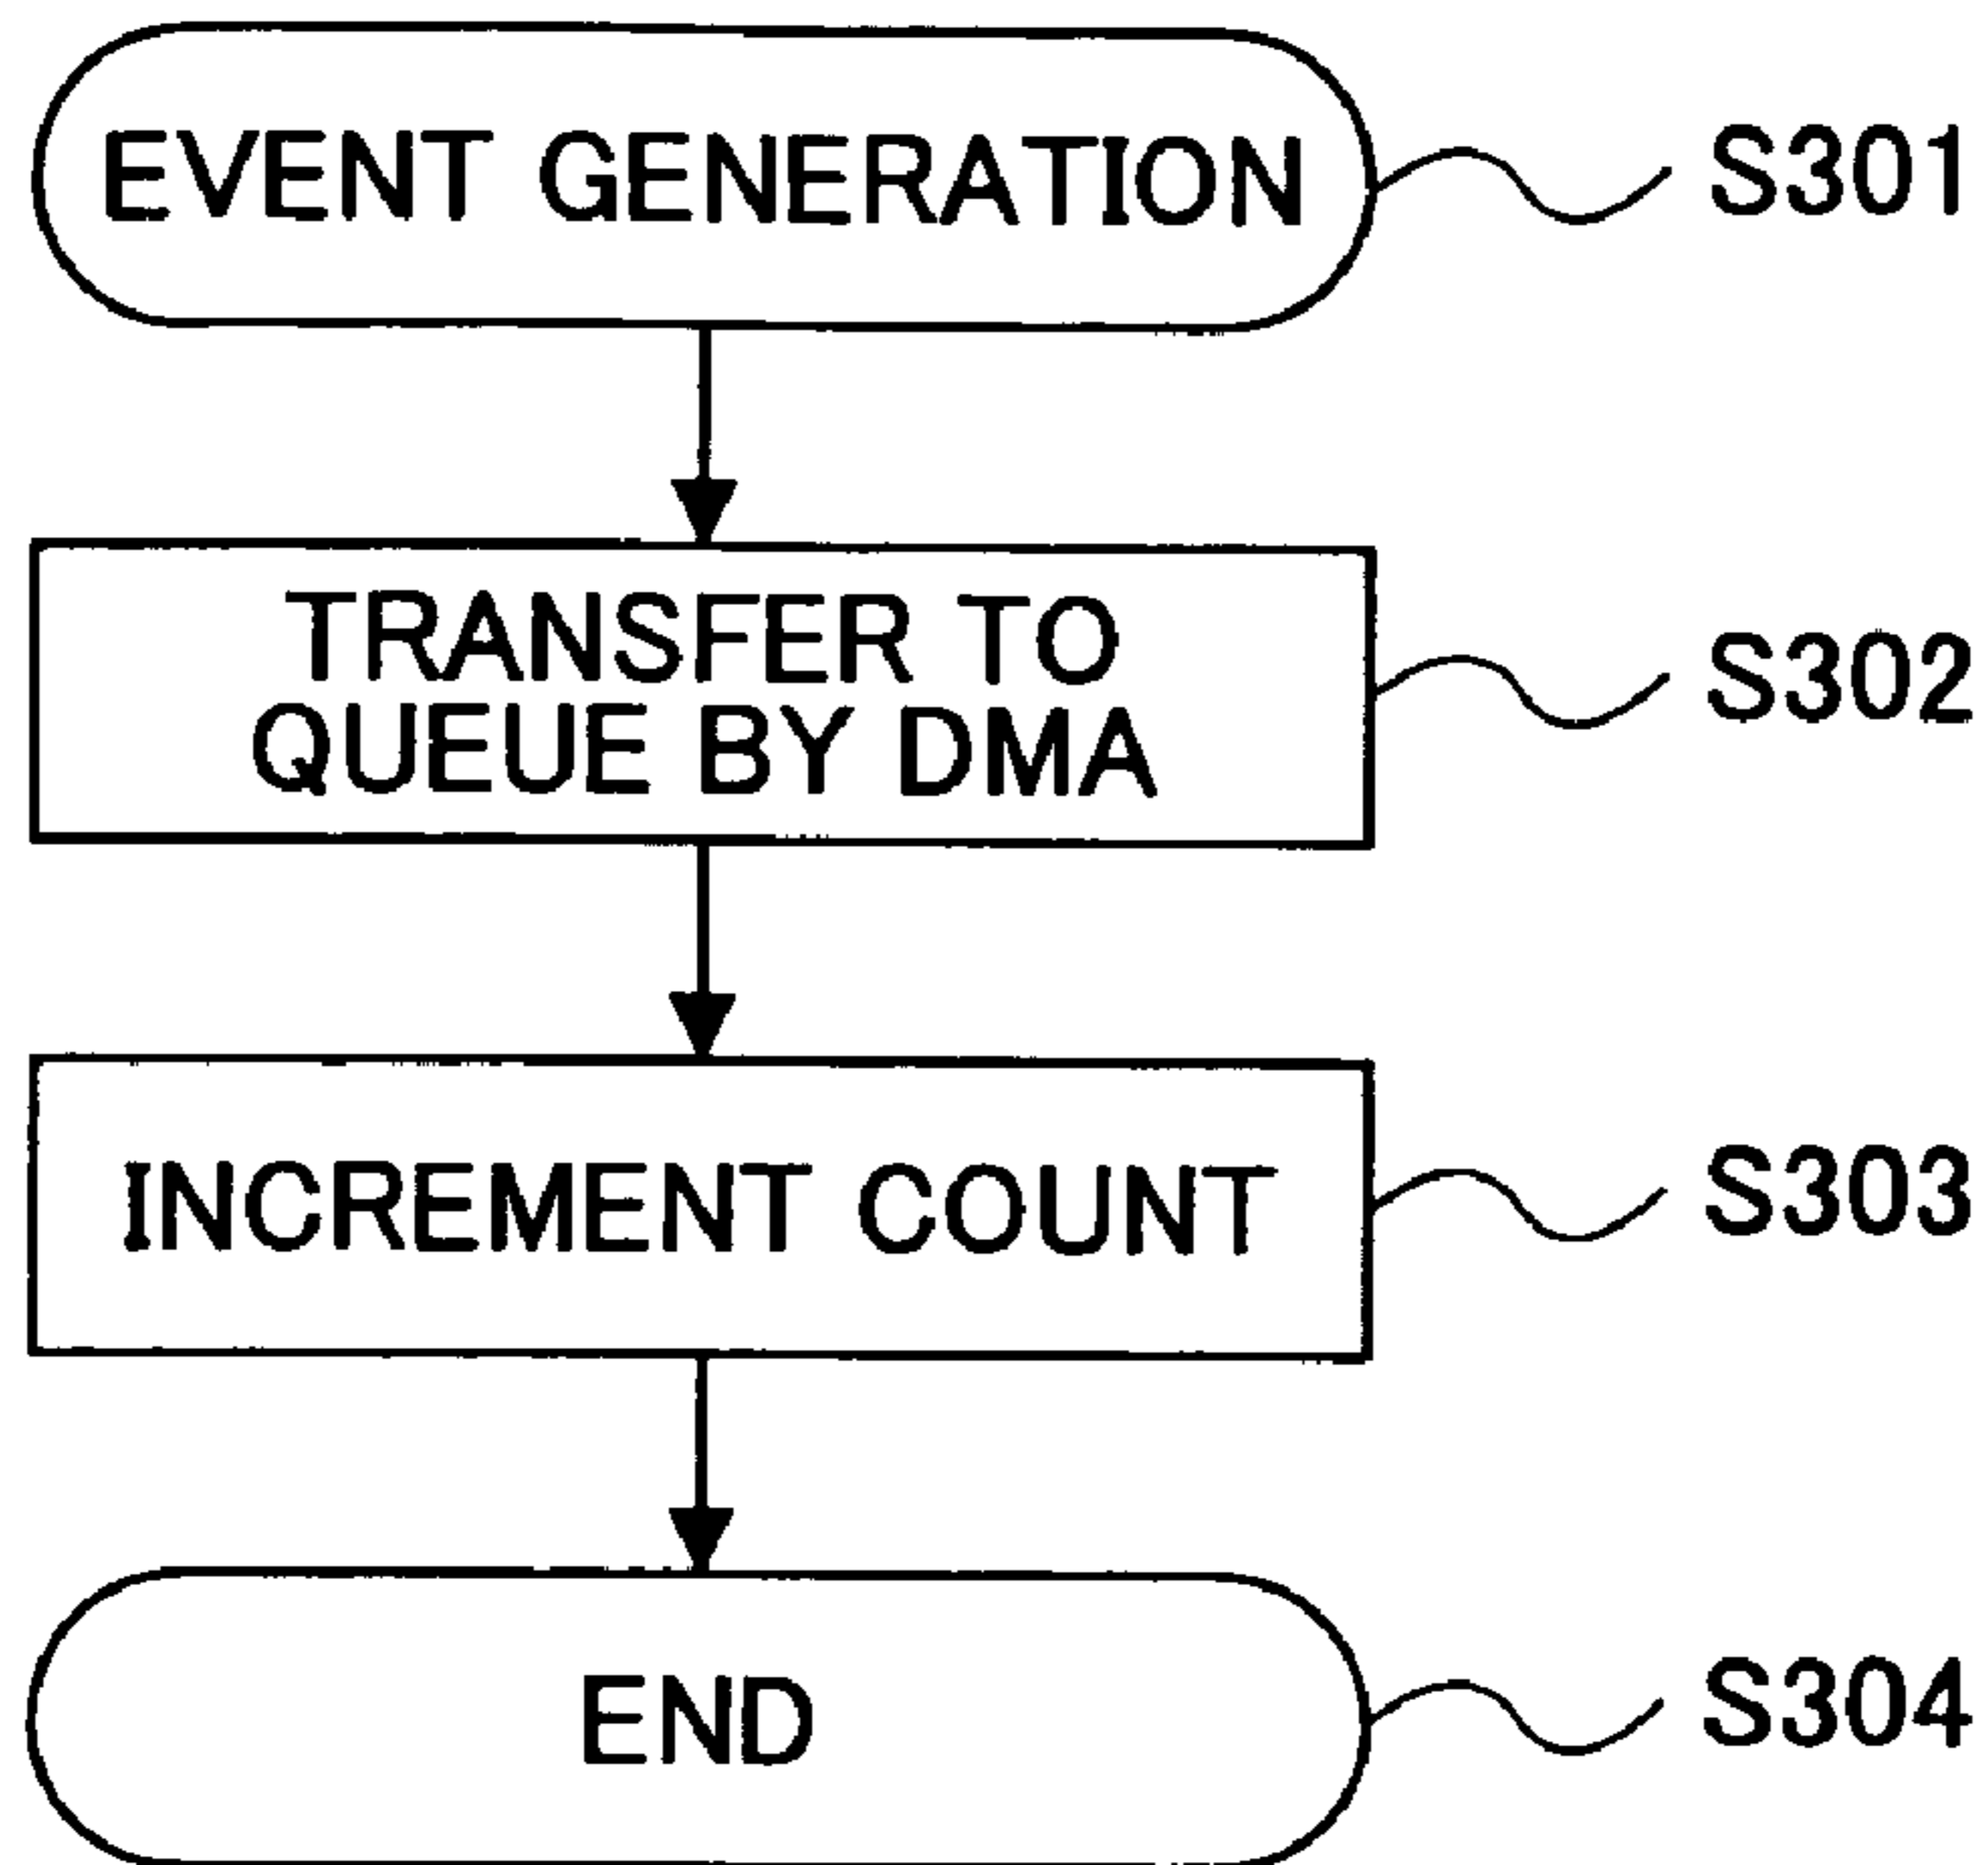 EVENT GENERATION
S301
TRANSFER TO
QUEUE BY DMA
S302
INCREMENT COUNT
S303
END
S304